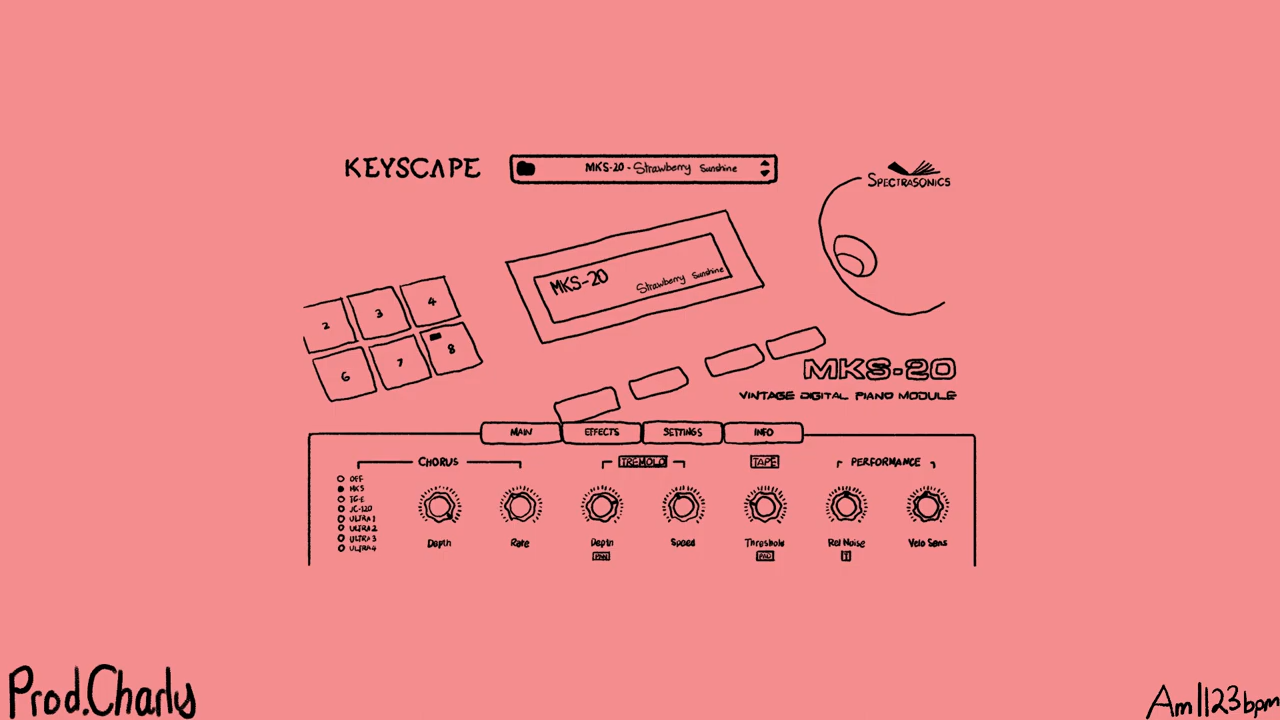 KEYSCAPE
MKS-20 - Strawberry Sunshine
SPECTRASONICS
MKS-20 Strawberry Sunshine
2 3 4
6 7 8
MKS-20
VINTAGE DIGITAL PIANO MODULE
MAIN EFFECTS SETTINGS INFO
CHORUS TREMOLO TAPE PERFORMANCE
OFF
MKS
JC-120
ULTRA 1
ULTRA 2
ULTRA 3
ULTRA 4
Depth Rate Depth Speed Threshold Rel Noise Velo Sens
PAN T
Prod.Charly
Am||123bpm